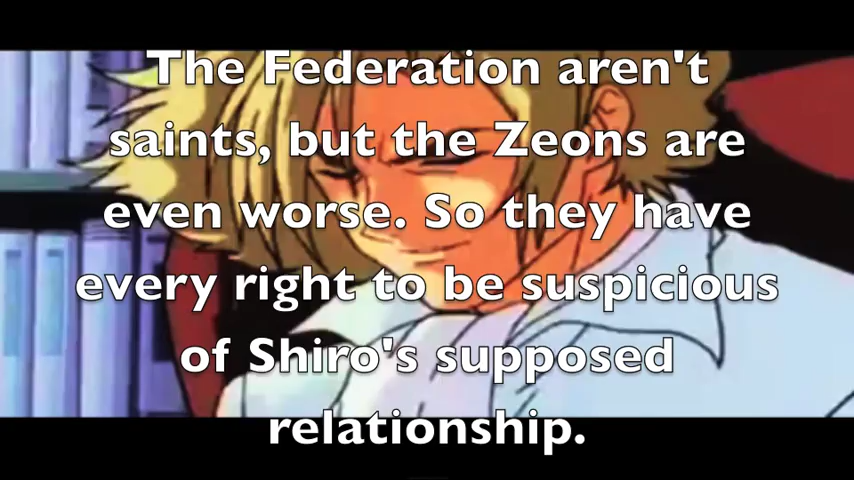 The Federation aren't
saints, but the Zeons are
even worse. So they have
every right to be suspicious
of Shiro's supposed
relationship.